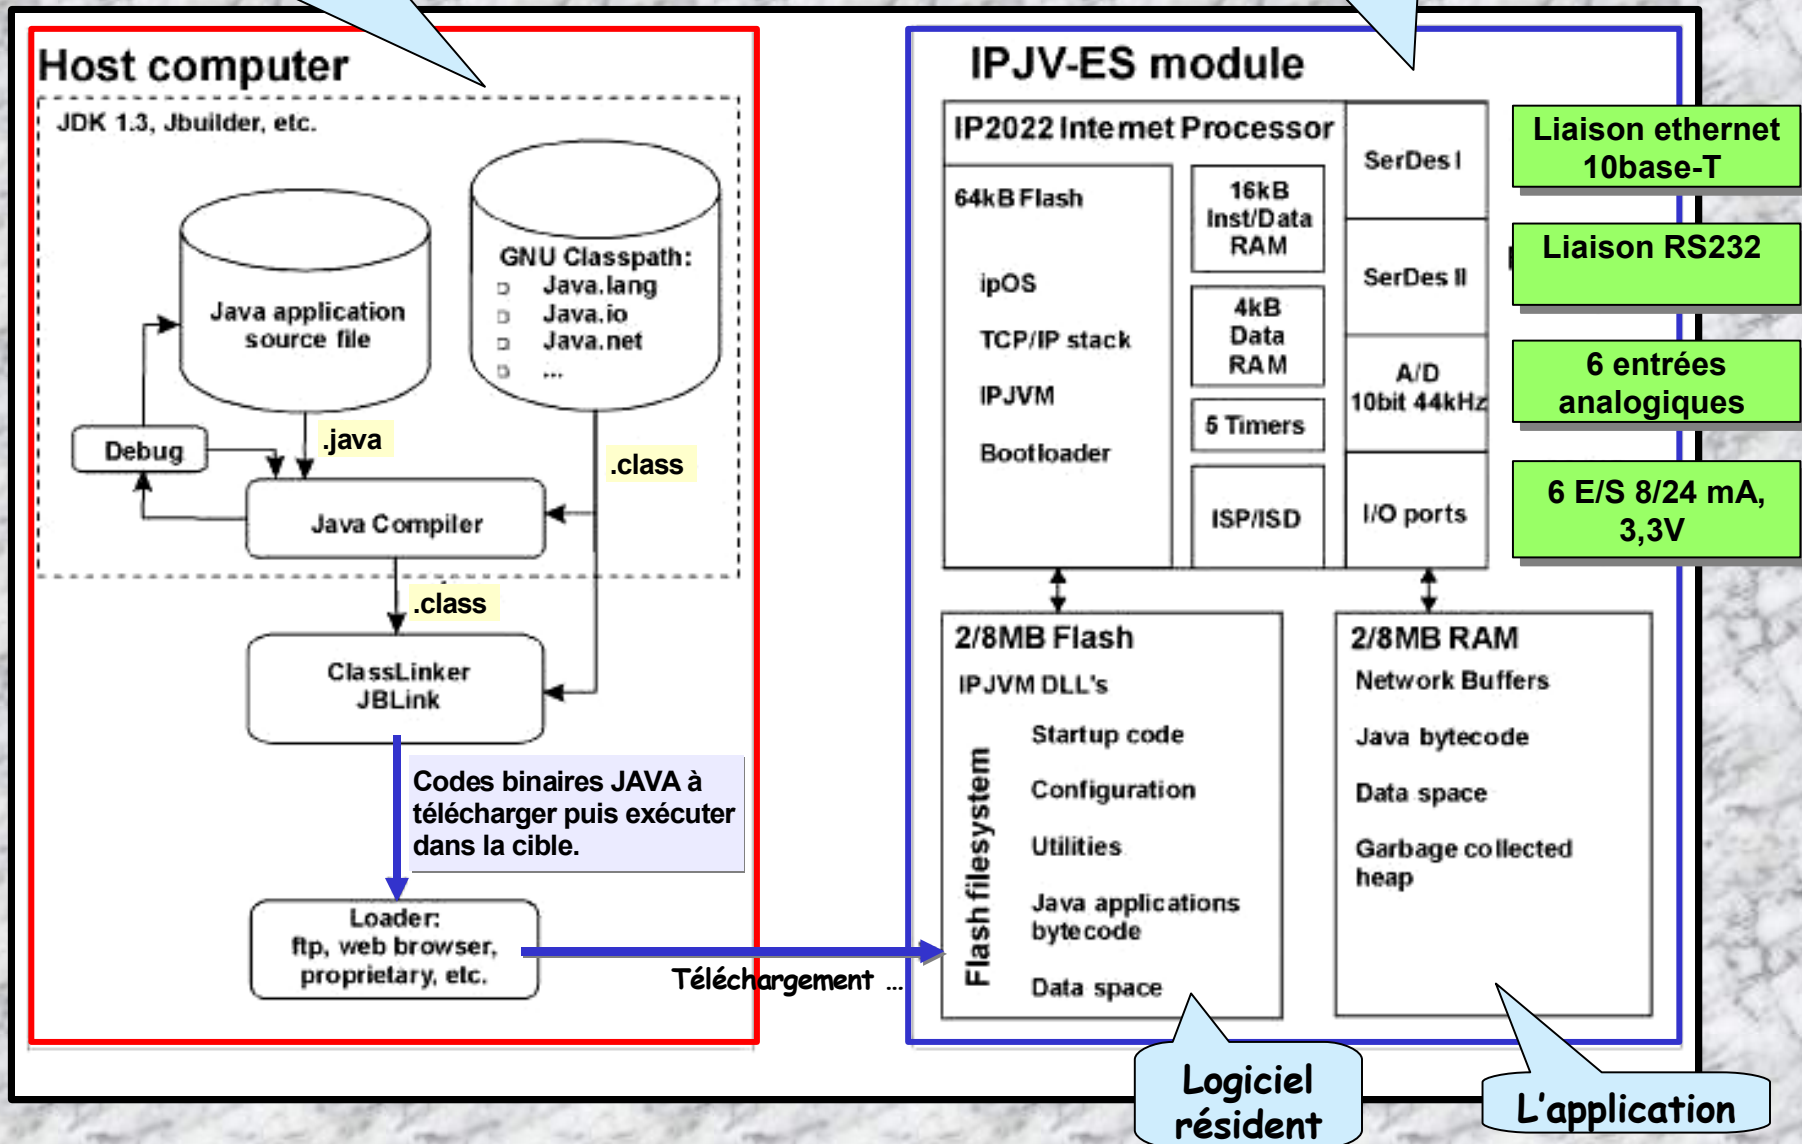 Host computer
JDK 1.3, Jbuilder, etc.
Java application
source file
GNU Classpath:
Java.lang
Java.io
Java.net
...
Debug
.java
.class
Java Compiler
.class
ClassLinker
JBLink
Codes binaires JAVA à
télécharger puis exécuter
dans la cible.
Loader:
ftp, web browser,
proprietary, etc.
Téléchargement ...
IPJV-ES module
IP2022 Internet Processor
64kB Flash
ipOS
TCP/IP stack
IPJVM
Bootloader
16kB
Inst/Data
RAM
4kB
Data
RAM
5 Timers
ISP/ISD
SerDes I
SerDes II
A/D
10bit 44kHz
I/O ports
Liaison ethernet
10base-T
Liaison RS232
6 entrées
analogiques
6 E/S 8/24 mA,
3,3V
2/8MB Flash
IPJVM DLL's
Flash filesystem
Startup code
Configuration
Utilities
Java applications
bytecode
Data space
2/8MB RAM
Network Buffers
Java bytecode
Data space
Garbage collected
heap
Logiciel
résident
L'application